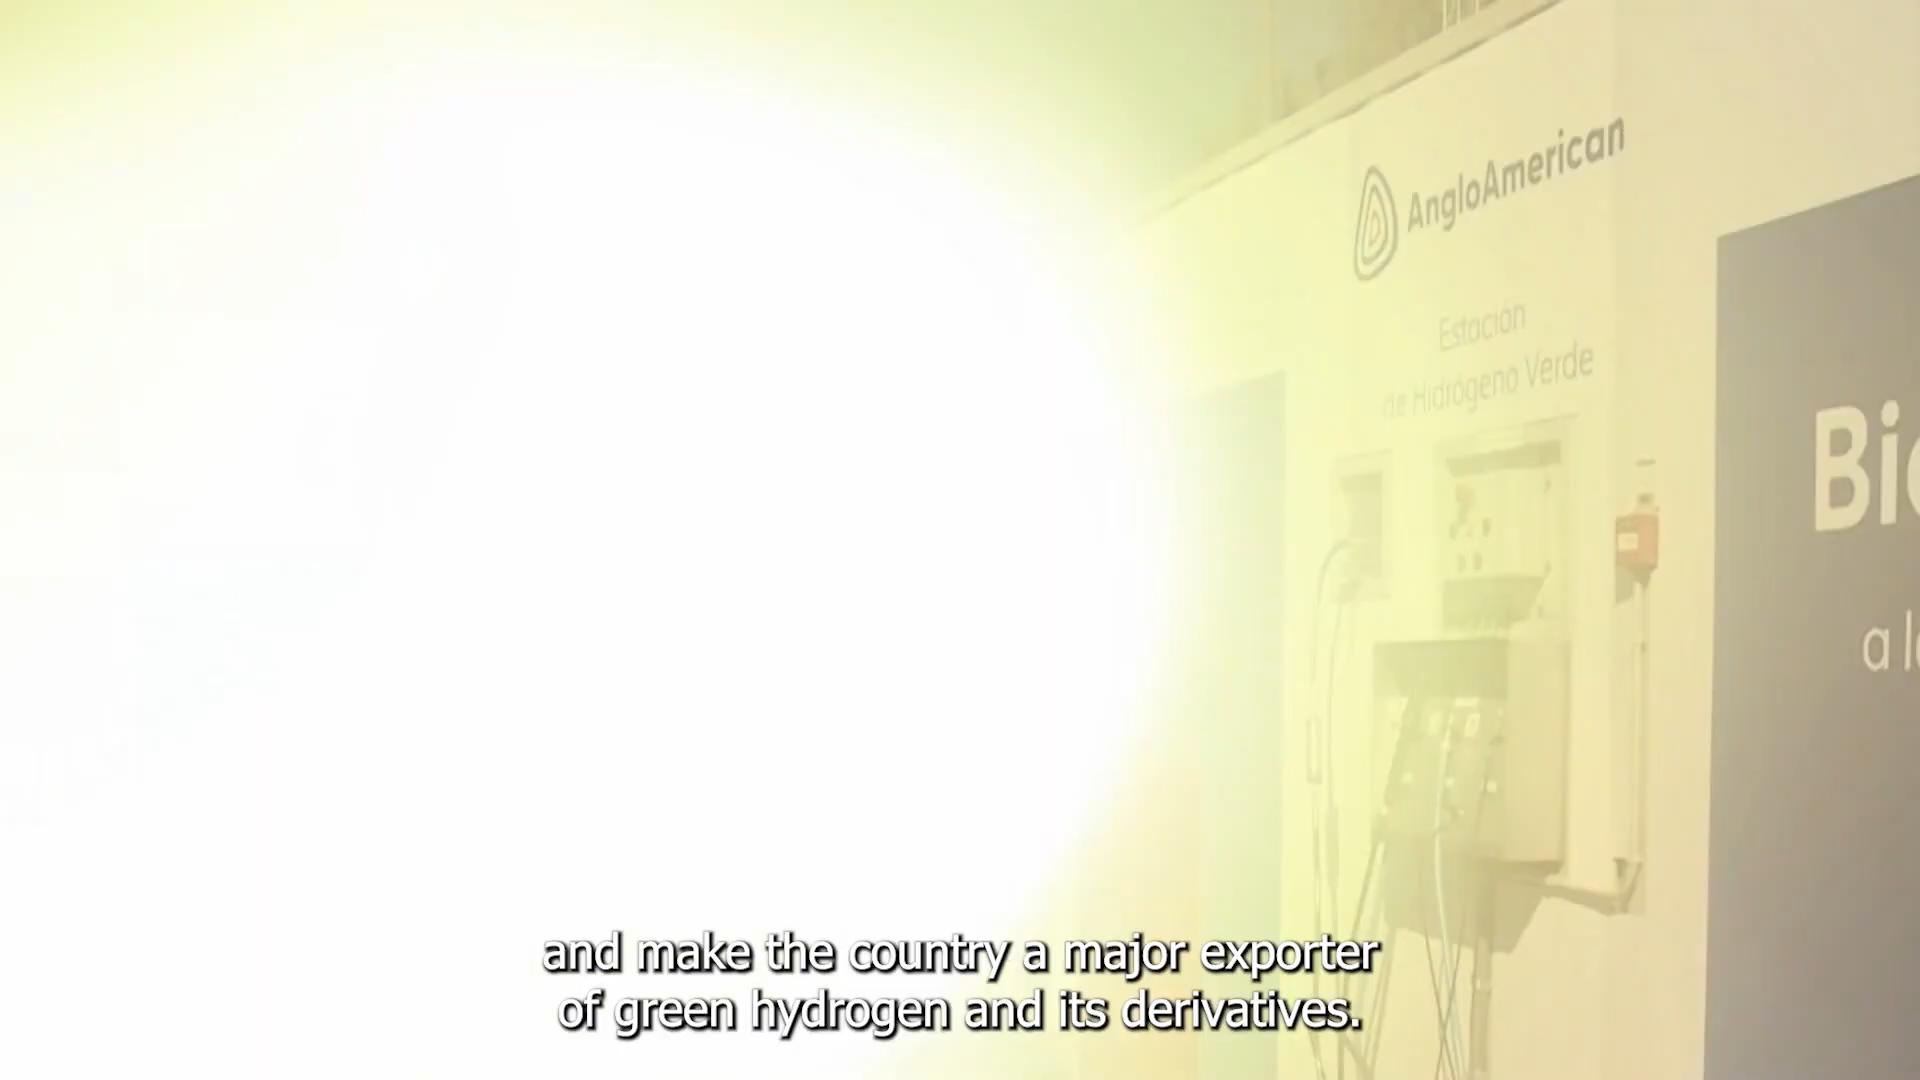 AngloAmerican
Estación
de Hidrógeno Verde
Bi
a l
and make the country a major exporter
of green hydrogen and its derivatives.